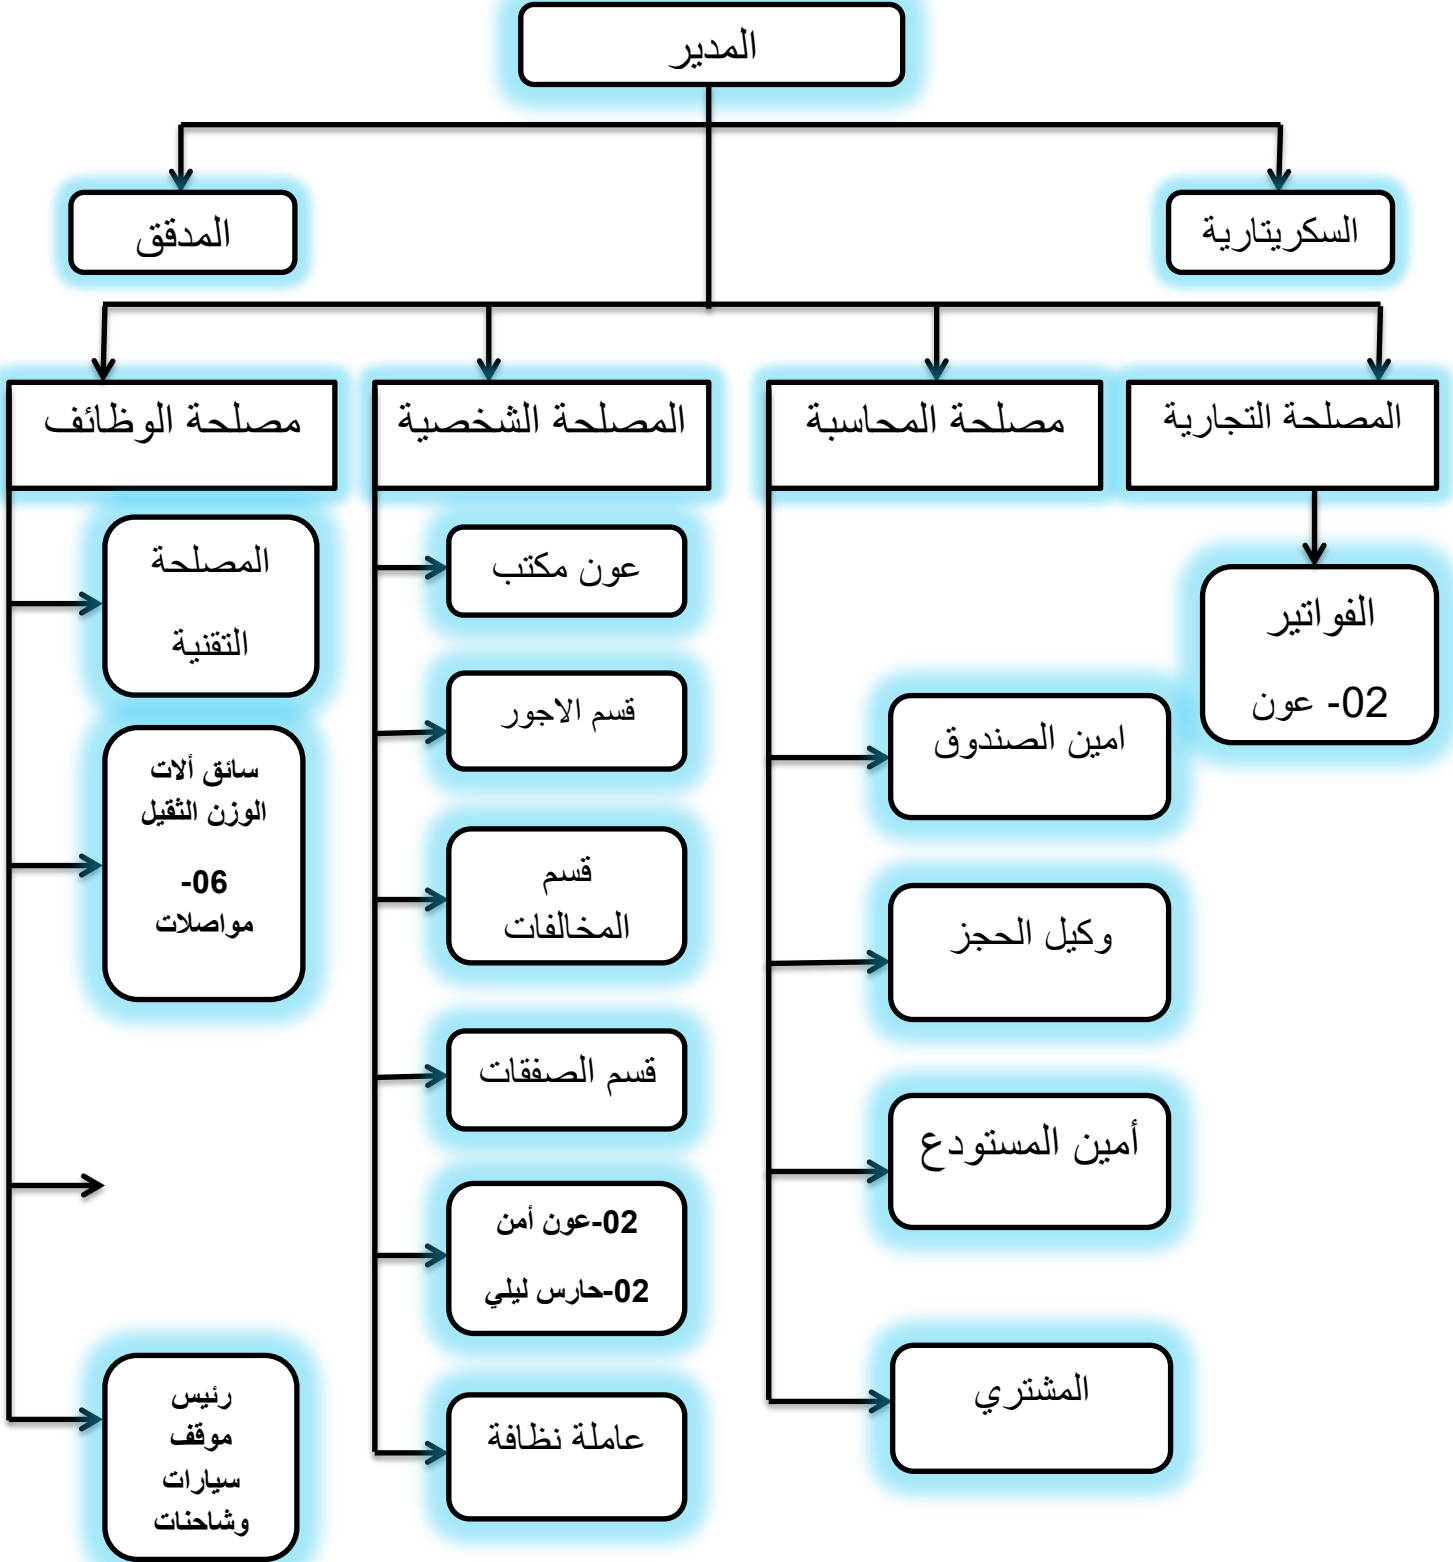 المدير
السكريتارية
المدقق
المصلحة التجارية
مصلحة المحاسبة
المصلحة الشخصية
مصلحة الوظائف
الفواتير
02- عون
امين الصندوق
وكيل الحجز
أمين المستودع
المشتري
عون مكتب
قسم الاجور
قسم
المخالفات
قسم الصفقات
02-عون أمن
02-حارس ليلي
عاملة نظافة
المصلحة
التقنية
سائق ألات
الوزن الثقيل
06-
مواصلات
رئيس
موقف
سيارات
وشاحنات